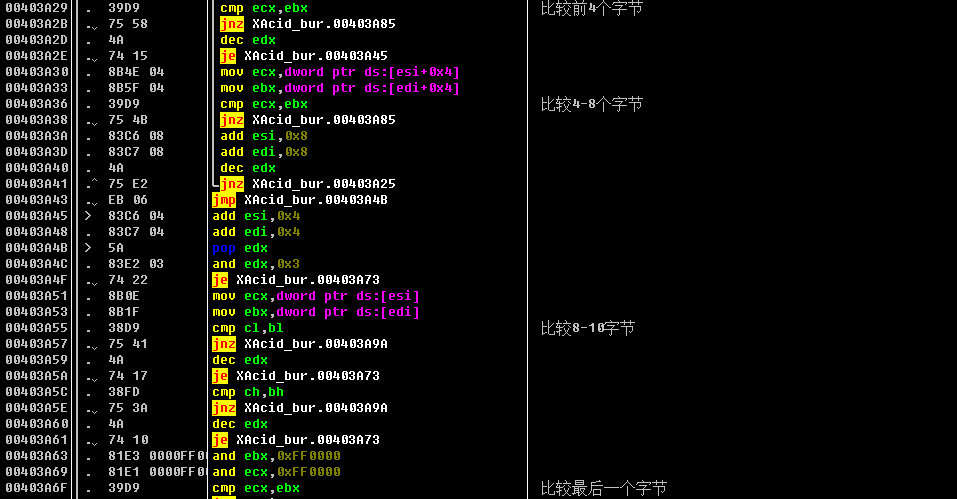 00403A29 . 39D9 cmp ecx,ebx 比较前4个字节
00403A2B .ˬ 75 58 jnz XAcid_bur.00403A85
00403A2D . 4A dec edx
00403A2E .ˬ 74 15 je XAcid_bur.00403A45
00403A30 . 8B4E 04 mov ecx,dword ptr ds:[esi+0x4]
00403A33 . 8B5F 04 mov ebx,dword ptr ds:[edi+0x4]
00403A36 . 39D9 cmp ecx,ebx 比较4-8个字节
00403A38 .ˬ 75 4B jnz XAcid_bur.00403A85
00403A3A . 83C6 08 add esi,0x8
00403A3D . 83C7 08 add edi,0x8
00403A40 . 4A dec edx
00403A41 .^ 75 E2 jnz XAcid_bur.00403A25
00403A43 .ˬ EB 06 jmp XAcid_bur.00403A4B
00403A45 > 83C6 04 add esi,0x4
00403A48 . 83C7 04 add edi,0x4
00403A4B > 5A pop edx
00403A4C . 83E2 03 and edx,0x3
00403A4F .ˬ 74 22 je XAcid_bur.00403A73
00403A51 . 8B0E mov ecx,dword ptr ds:[esi]
00403A53 . 8B1F mov ebx,dword ptr ds:[edi]
00403A55 . 38D9 cmp cl,bl 比较8-10字节
00403A57 .ˬ 75 41 jnz XAcid_bur.00403A9A
00403A59 . 4A dec edx
00403A5A .ˬ 74 17 je XAcid_bur.00403A73
00403A5C . 38FD cmp ch,bh
00403A5E .ˬ 75 3A jnz XAcid_bur.00403A9A
00403A60 . 4A dec edx
00403A61 .ˬ 74 10 je XAcid_bur.00403A73
00403A63 . 81E3 0000FF0 and ebx,0xFF0000
00403A69 . 81E1 0000FF0 and ecx,0xFF0000
00403A6F . 39D9 cmp ecx,ebx 比较最后一个字节